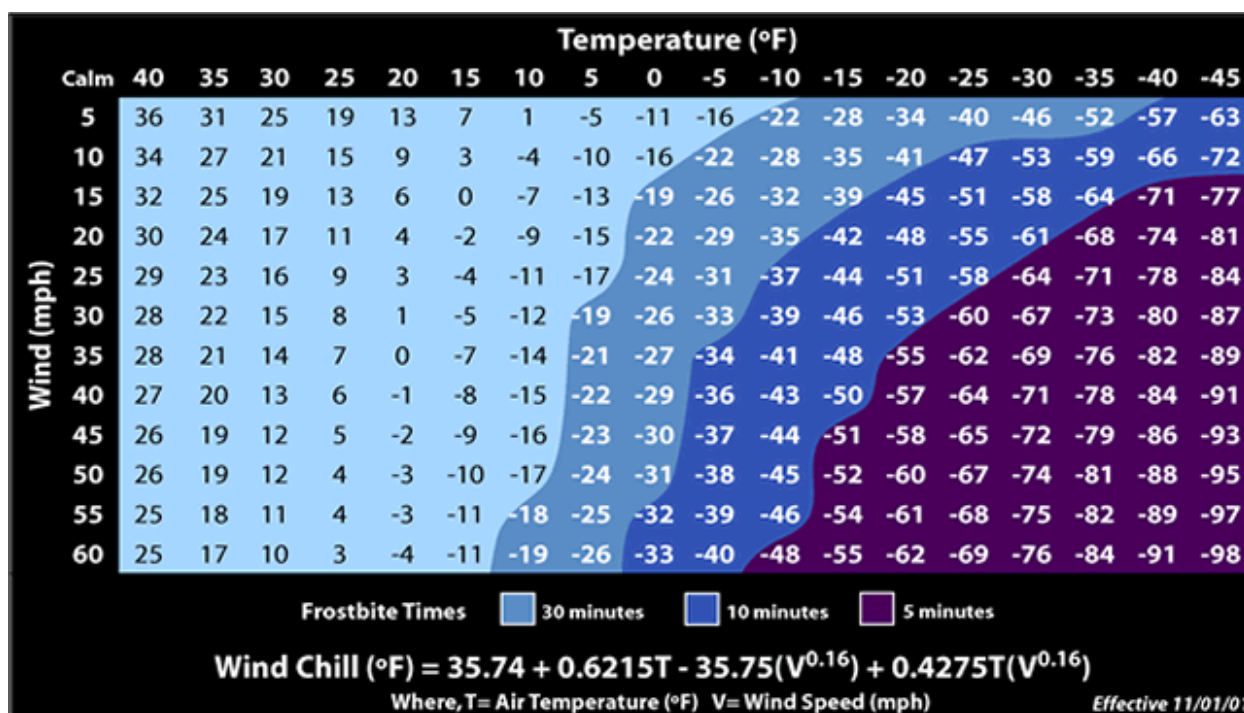 Temperature (ºF)
Calm 40 35 30 25 20 15 10 5 0 -5 -10 -15 -20 -25 -30 -35 -40 -45
5 36 31 25 19 13 7 1 -5 -11 -16 -22 -28 -34 -40 -46 -52 -57 -63
10 34 27 21 15 9 3 -4 -10 -16 -22 -28 -35 -41 -47 -53 -59 -66 -72
15 32 25 19 13 6 0 -7 -13 -19 -26 -32 -39 -45 -51 -58 -64 -71 -77
20 30 24 17 11 4 -2 -9 -15 -22 -29 -35 -42 -48 -55 -61 -68 -74 -81
25 29 23 16 9 3 -4 -11 -17 -24 -31 -37 -44 -51 -58 -64 -71 -78 -84
30 28 22 15 8 1 -5 -12 -19 -26 -33 -39 -46 -53 -60 -67 -73 -80 -87
35 28 21 14 7 0 -7 -14 -21 -27 -34 -41 -48 -55 -62 -69 -76 -82 -89
40 27 20 13 6 -1 -8 -15 -22 -29 -36 -43 -50 -57 -64 -71 -78 -84 -91
45 26 19 12 5 -2 -9 -16 -23 -30 -37 -44 -51 -58 -65 -72 -79 -86 -93
50 26 19 12 4 -3 -10 -17 -24 -31 -38 -45 -52 -60 -67 -74 -81 -88 -95
55 25 18 11 4 -3 -11 -18 -25 -32 -39 -46 -54 -61 -68 -75 -82 -89 -97
60 25 17 10 3 -4 -11 -19 -26 -33 -40 -48 -55 -62 -69 -76 -84 -91 -98
Wind (mph)
Frostbite Times 30 minutes 10 minutes 5 minutes
Wind Chill (ºF) = 35.74 + 0.6215T - 35.75(V^0.16) + 0.4275T(V^0.16)
Where, T= Air Temperature (ºF) V= Wind Speed (mph) Effective 11/01/01